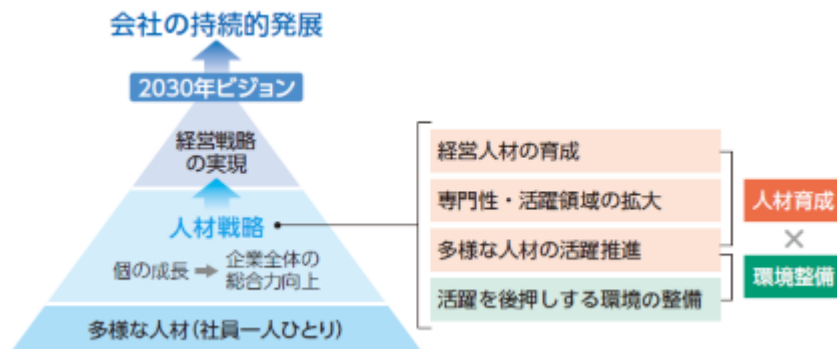 会社の持続的発展
2030年ビジョン
経営戦略
の実現
人材戦略
個の成長
企業全体の
総合力向上
多様な人材(社員一人ひとり)
経営人材の育成
専門性・活躍領域の拡大
多様な人材の活躍推進
活躍を後押しする環境の整備
人材育成
×
環境整備